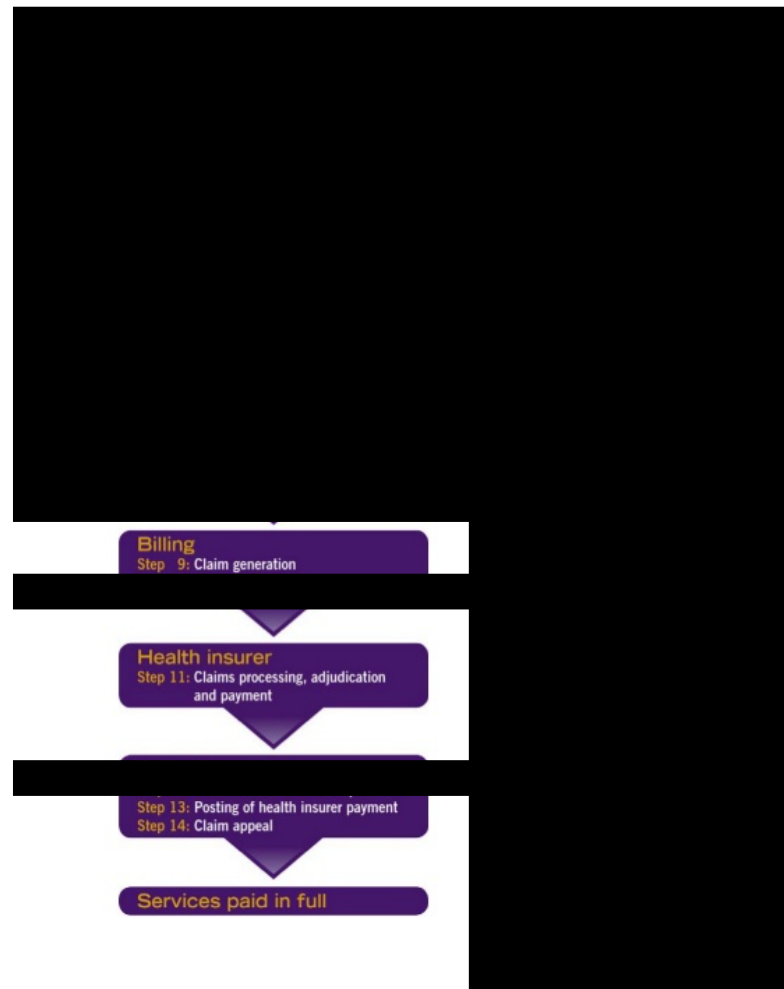 Billing
Step 9: Claim generation
Health insurer
Step 11: Claims processing, adjudication
and payment
Step 13: Posting of health insurer payment
Step 14: Claim appeal
Services paid in full